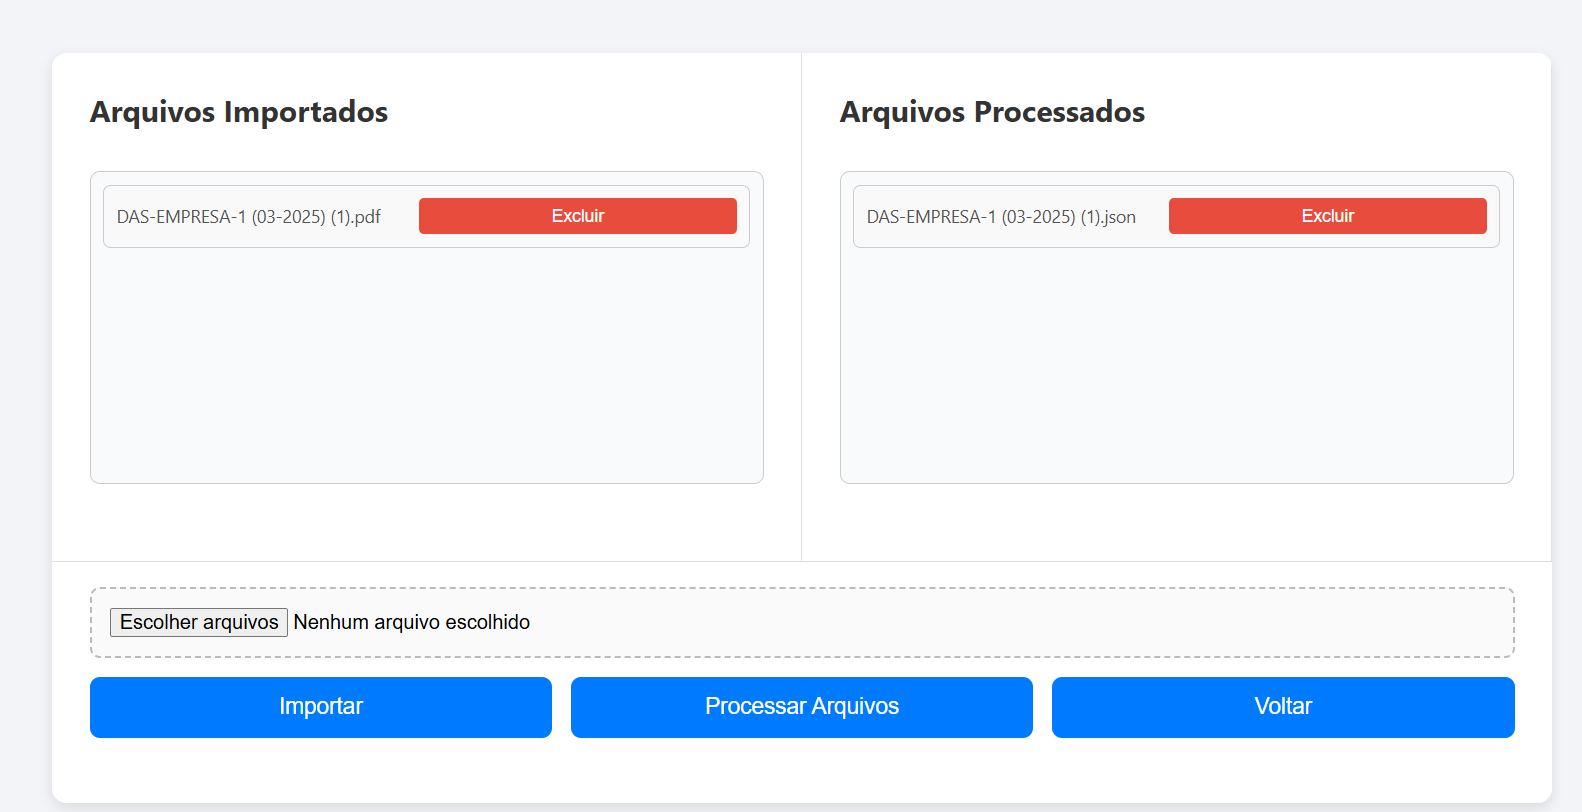 Arquivos Importados
DAS-EMPRESA-1 (03-2025) (1).pdf
Excluir
Arquivos Processados
DAS-EMPRESA-1 (03-2025) (1).json
Excluir
Escolher arquivos Nenhum arquivo escolhido
Importar
Processar Arquivos
Voltar